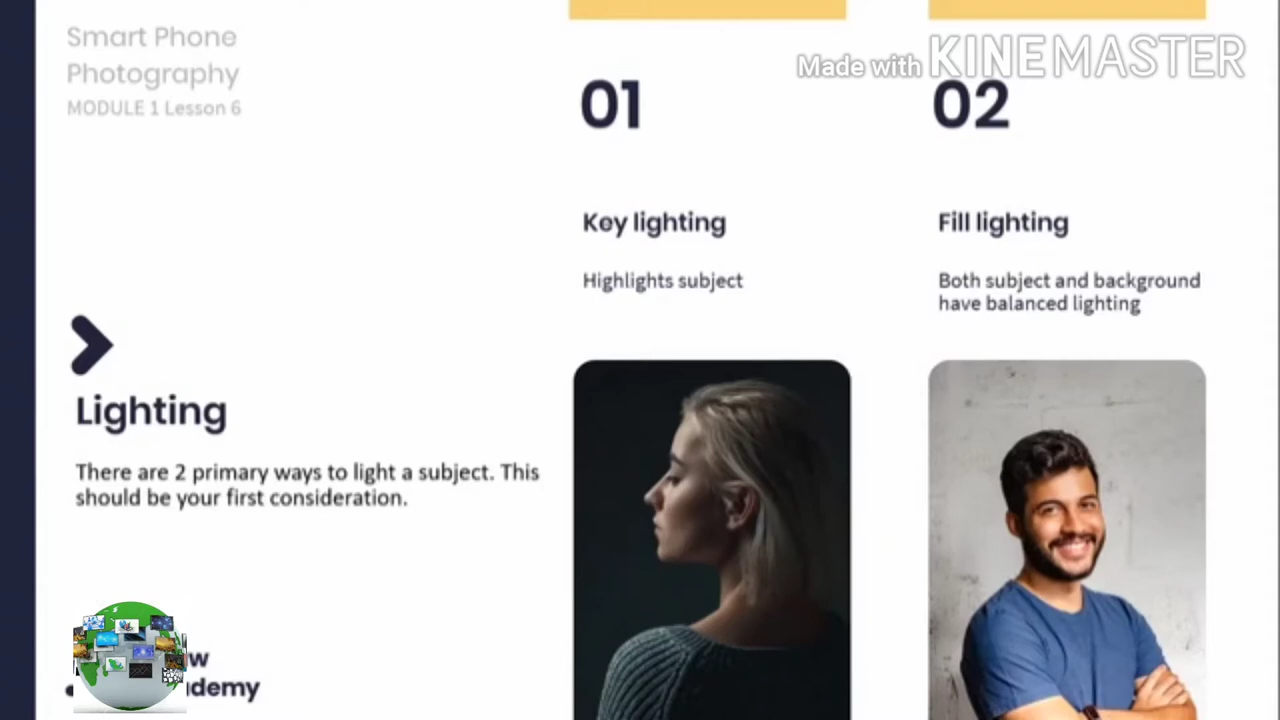 Smart Phone
Photography
MODULE 1 Lesson 6
Made with KINEMASTER
01
02
Key lighting
Fill lighting
Highlights subject
Both subject and background
have balanced lighting
Lighting
There are 2 primary ways to light a subject. This
should be your first consideration.